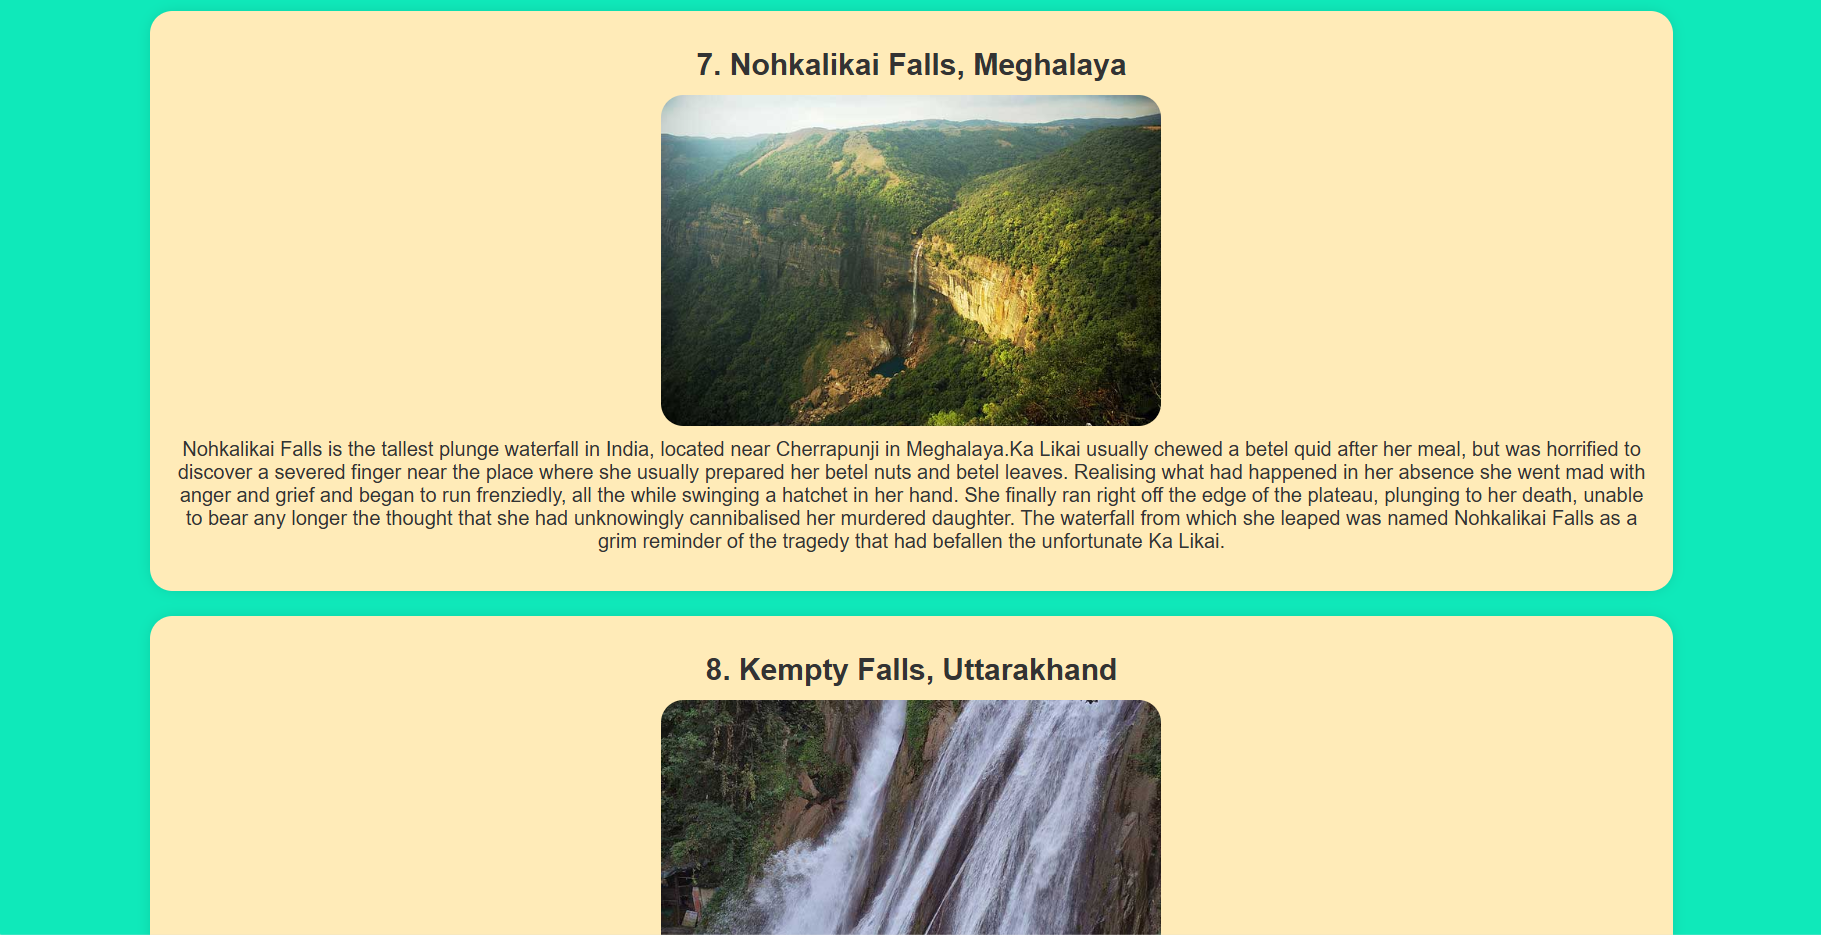 7. Nohkalikai Falls, Meghalaya
Nohkalikai Falls is the tallest plunge waterfall in India, located near Cherrapunji in Meghalaya.Ka Likai usually chewed a betel quid after her meal, but was horrified to
discover a severed finger near the place where she usually prepared her betel nuts and betel leaves. Realising what had happened in her absence she went mad with
anger and grief and began to run frenziedly, all the while swinging a hatchet in her hand. She finally ran right off the edge of the plateau, plunging to her death, unable
to bear any longer the thought that she had unknowingly cannibalised her murdered daughter. The waterfall from which she leaped was named Nohkalikai Falls as a
grim reminder of the tragedy that had befallen the unfortunate Ka Likai.
8. Kempty Falls, Uttarakhand